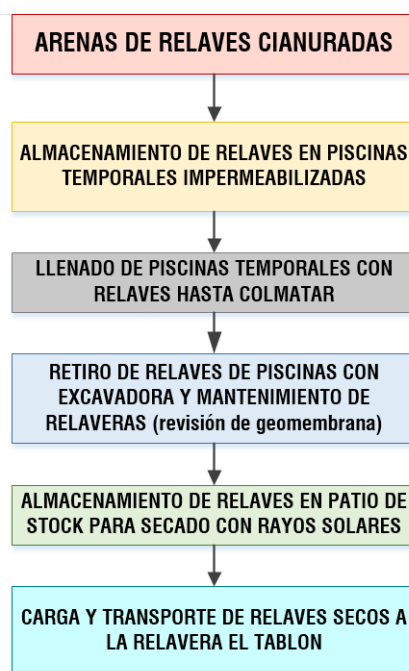 ARENAS DE RELAVES CIANURADAS
ALMACENAMIENTO DE RELAVES EN PISCINAS
TEMPORALES IMPERMEABILIZADAS
LLENADO DE PISCINAS TEMPORALES CON
RELAVES HASTA COLMATAR
RETIRO DE RELAVES DE PISCINAS CON
EXCAVADORA Y MANTENIMIENTO DE
RELAVERAS (revisión de geomembrana)
ALMACENAMIENTO DE RELAVES EN PATIO DE
STOCK PARA SECADO CON RAYOS SOLARES
CARGA Y TRANSPORTE DE RELAVES SECOS A
LA RELAVERA EL TABLON